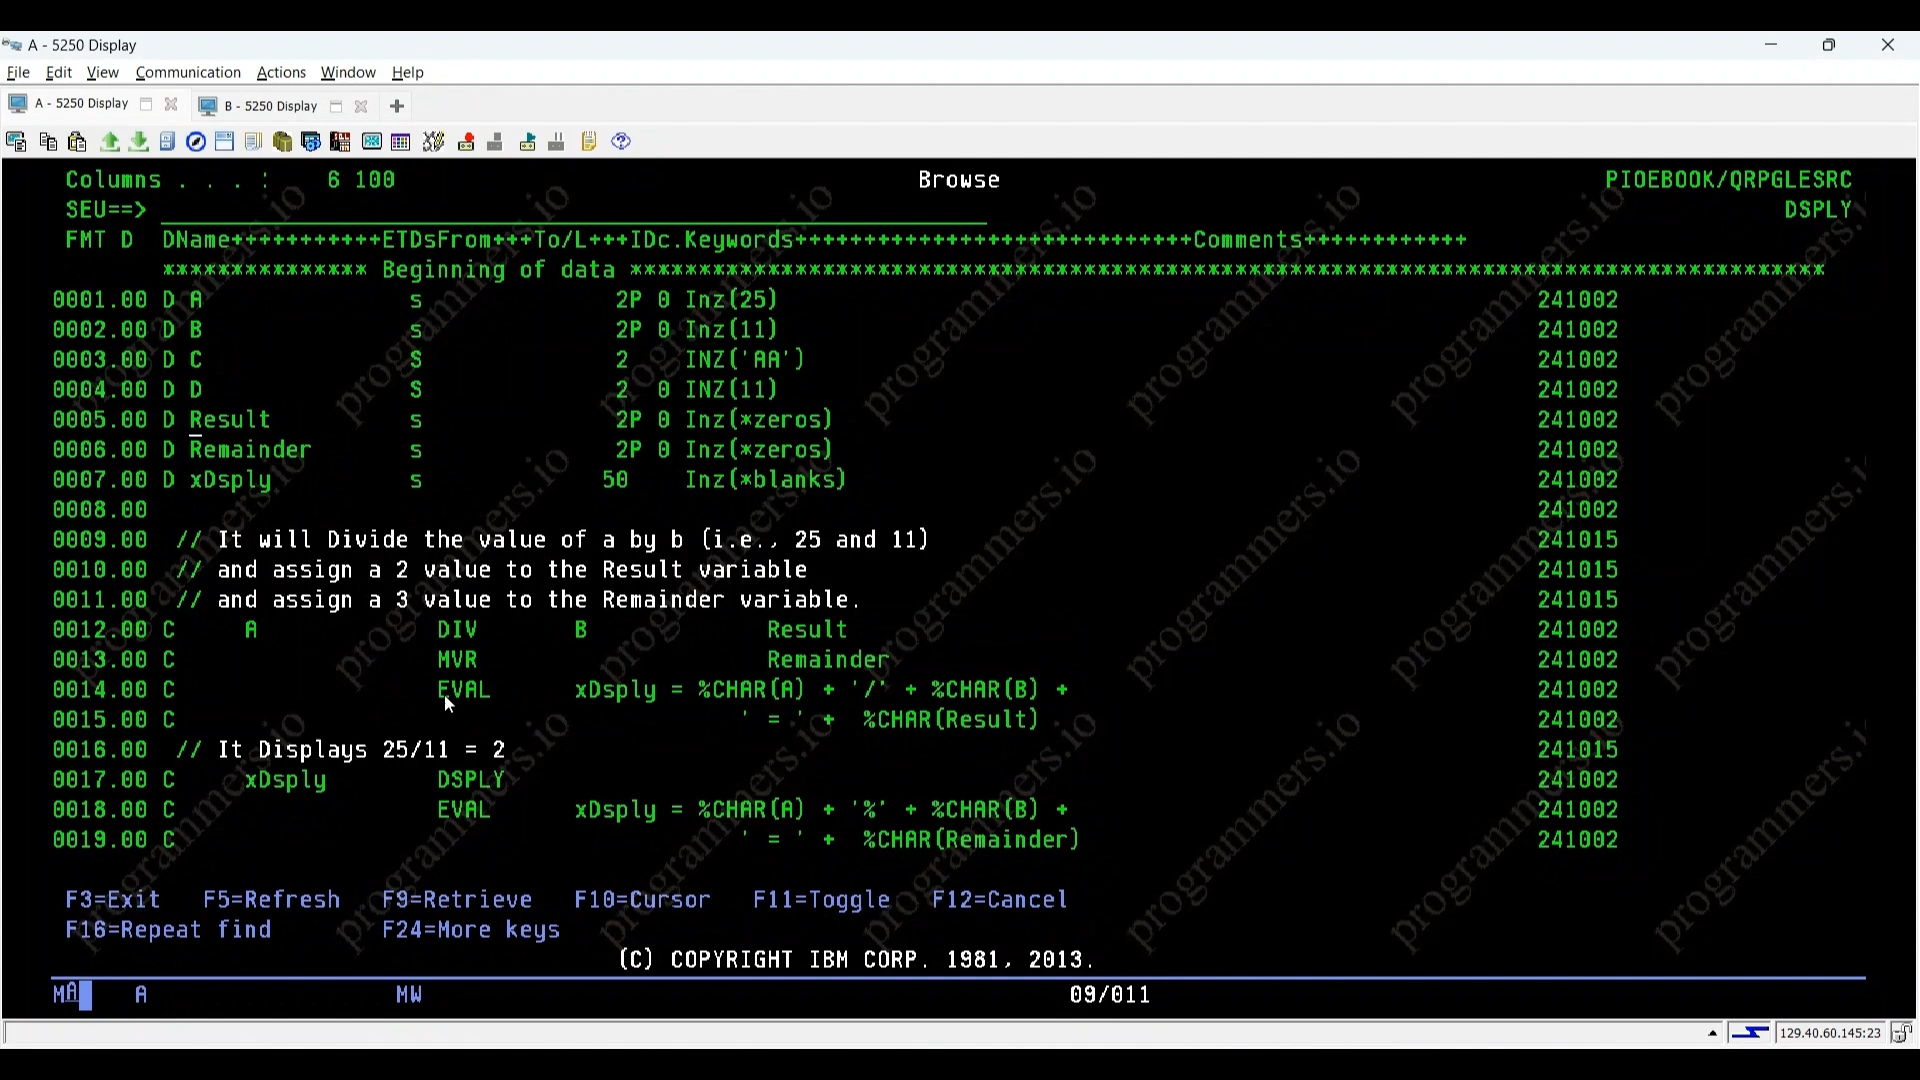 A - 5250 Display
File Edit View Communication Actions Window Help
A - 5250 Display B - 5250 Display
Columns . . . : 6 100 Browse PIOEBOOK/QRPGLESRC
SEU==> DSPLY
FMT D DName+++++++++++ETDsFrom+++To/L+++IDc.Keywords+++++++++++++++++++++++++++++Comments++++++++++++
*************** Beginning of data ***************************************************************************************
0001.00 D A s 2P 0 Inz(25) 241002
0002.00 D B s 2P 0 Inz(11) 241002
0003.00 D C S 2 INZ('AA') 241002
0004.00 D D S 2 0 INZ(11) 241002
0005.00 D Result s 2P 0 Inz(*zeros) 241002
0006.00 D Remainder s 2P 0 Inz(*zeros) 241002
0007.00 D xDsply s 50 Inz(*blanks) 241002
0008.00 241002
0009.00 // It will Divide the value of a by b (i.e., 25 and 11) 241015
0010.00 // and assign a 2 value to the Result variable 241015
0011.00 // and assign a 3 value to the Remainder variable. 241015
0012.00 C A DIV B Result 241002
0013.00 C MVR Remainder 241002
0014.00 C EVAL xDsply = %CHAR(A) + '/' + %CHAR(B) + 241002
0015.00 C ' = ' + %CHAR(Result) 241002
0016.00 // It Displays 25/11 = 2 241015
0017.00 C xDsply DSPLY 241002
0018.00 C EVAL xDsply = %CHAR(A) + '%' + %CHAR(B) + 241002
0019.00 C ' = ' + %CHAR(Remainder) 241002
F3=Exit F5=Refresh F9=Retrieve F10=Cursor F11=Toggle F12=Cancel
F16=Repeat find F24=More keys
(C) COPYRIGHT IBM CORP. 1981, 2013.
MA A MW 09/011
129.40.60.145:23
programmers.io